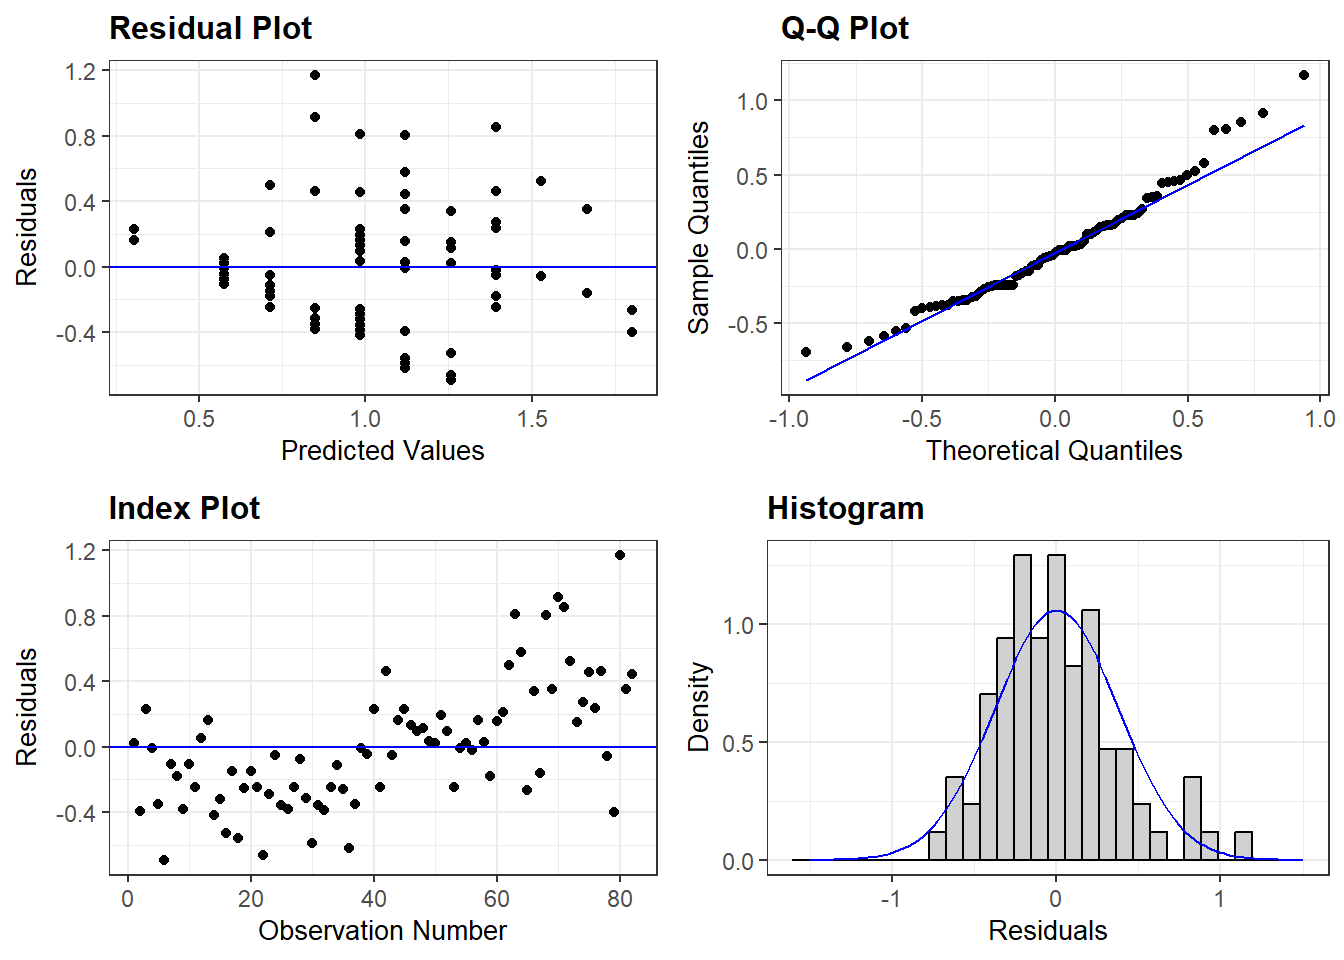 Residual Plot
1.2
0.8
0.4
0.0
-0.4
Residuals
0.5
1.0
1.5
Predicted Values
Q-Q Plot
1.0
0.5
0.0
-0.5
Sample Quantiles
-1.0
-0.5
0.0
0.5
1.0
Theoretical Quantiles
Index Plot
1.2
0.8
0.4
0.0
-0.4
Residuals
0
20
40
60
80
Observation Number
Histogram
1.0
0.5
0.0
Density
-1
0
1
Residuals